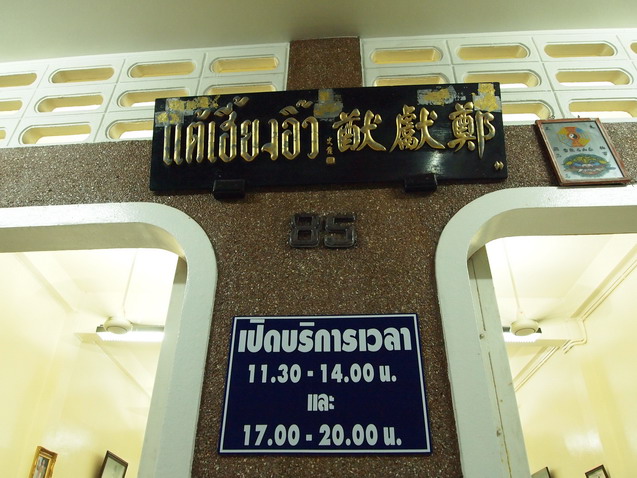 แต้เฮี้ยงอิ๊ว 鄭獻猷
85
เปิดบริการเวลา
11.30 - 14.00 น.
และ
17.00 - 20.00 น.